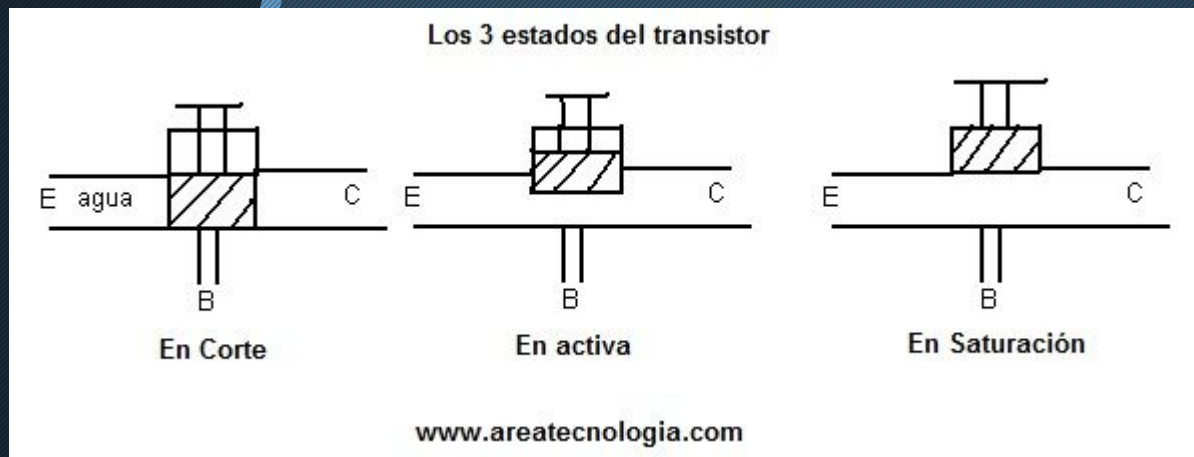 Los 3 estados del transistor
E agua C
B
En Corte
E C
B
En activa
E C
B
En Saturación
www.areatecnologia.com